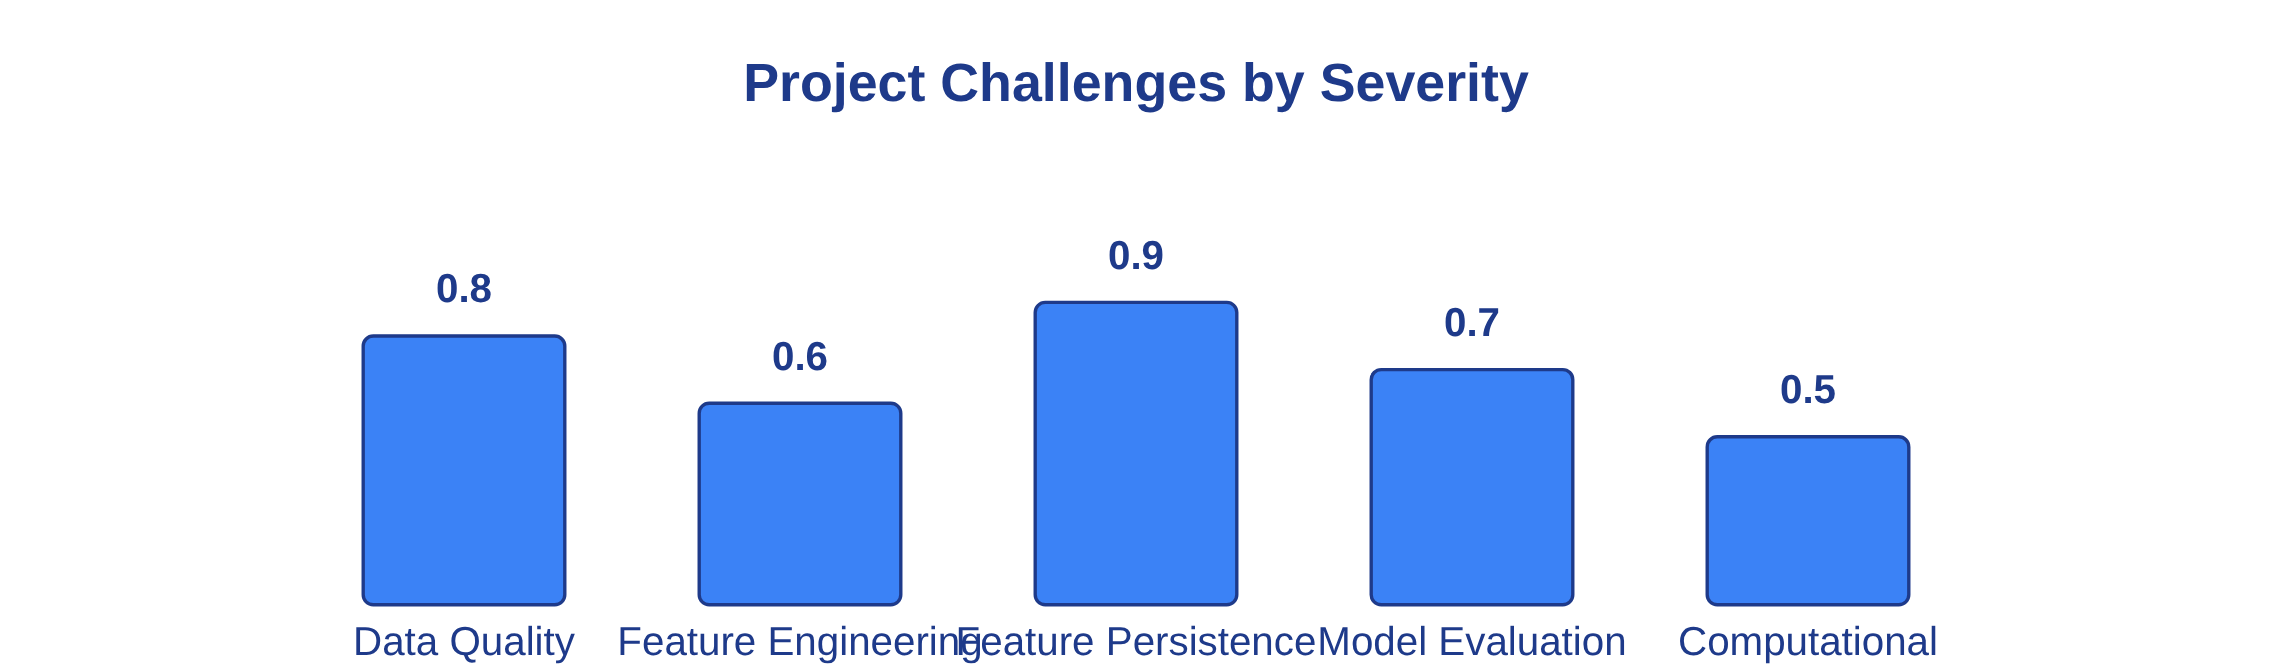 Project Challenges by Severity
0.8
0.6
0.9
0.7
0.5
Data Quality
Feature Engineering
Feature Persistence
Model Evaluation
Computational